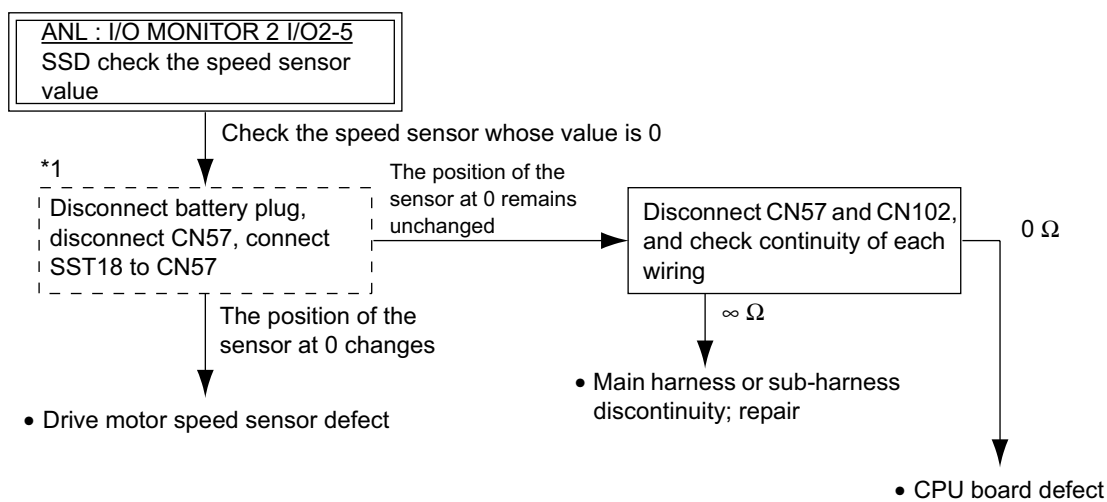 ANL : I/O MONITOR 2 I/O2-5
SSD check the speed sensor
value
Check the speed sensor whose value is 0
*1
Disconnect battery plug,
disconnect CN57, connect
SST18 to CN57
The position of the
sensor at 0 remains
unchanged
Disconnect CN57 and CN102,
and check continuity of each
wiring
0 Ω
The position of the
sensor at 0 changes
∞ Ω
• Drive motor speed sensor defect
• Main harness or sub-harness
discontinuity; repair
• CPU board defect